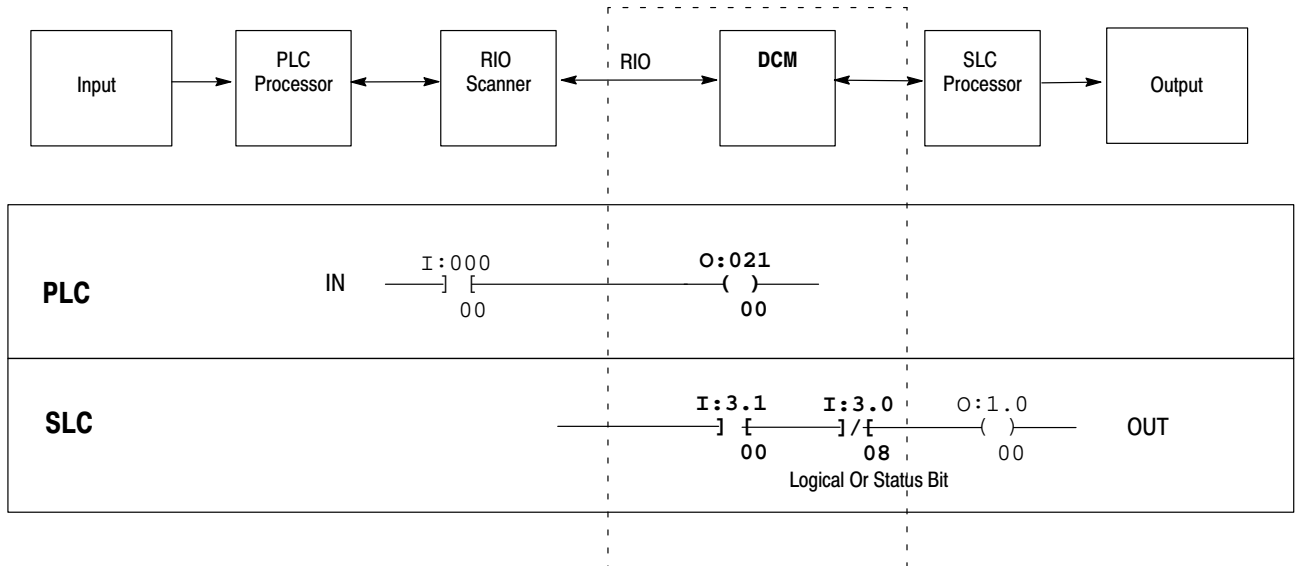 Input
PLC
Processor
RIO
Scanner
RIO
DCM
SLC
Processor
Output
PLC
IN
I:000
] [
00
O:021
( )
00
SLC
I:3.1
] [
00
I:3.0
]/[
08
Logical Or Status Bit
O:1.0
( )
00
OUT